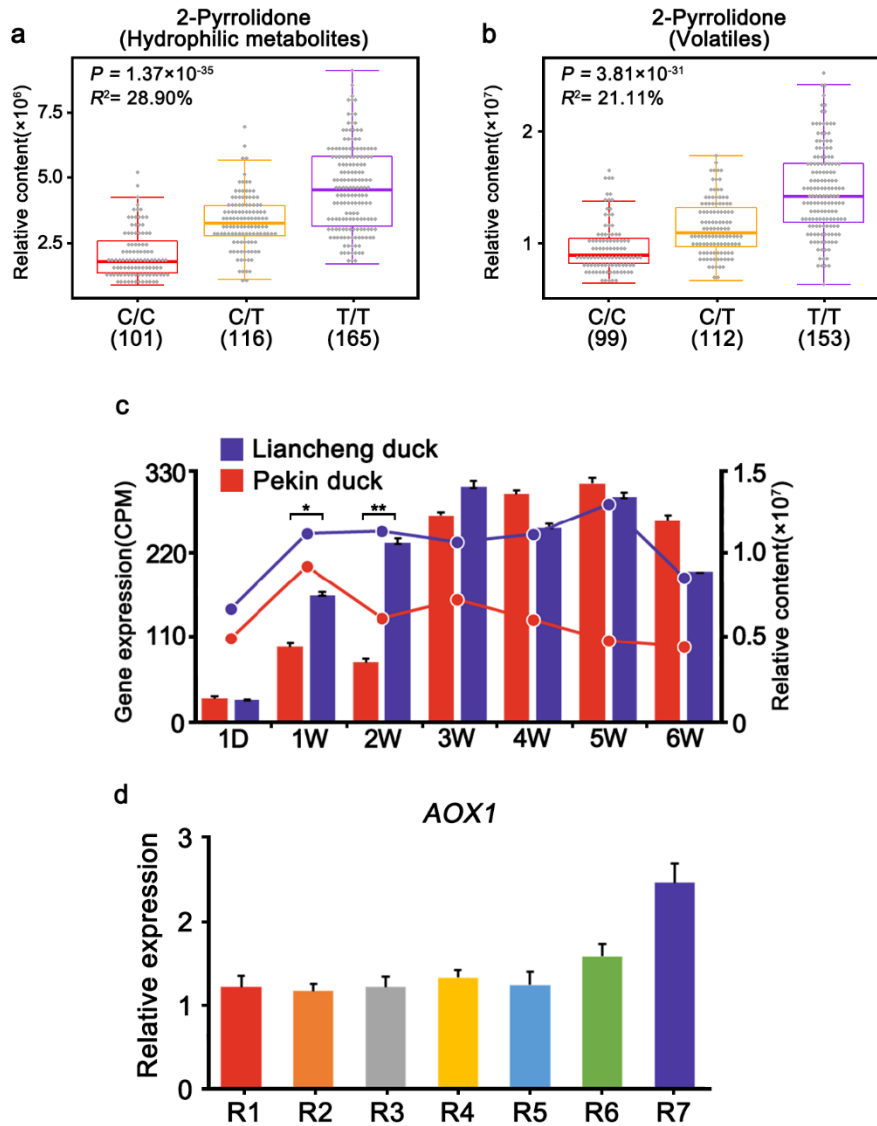 a
2-Pyrrolidone
(Hydrophilic metabolites)
P = 1.37×10⁻³⁵
R²= 28.90%
Relative content(×10⁶)
7.5
5.0
2.5
C/C
(101)
C/T
(116)
T/T
(165)
b
2-Pyrrolidone
(Volatiles)
P = 3.81×10⁻³¹
R²= 21.11%
Relative content(×10⁷)
2
1
C/C
(99)
C/T
(112)
T/T
(153)
c
Liancheng duck
Pekin duck
Gene expression(CPM)
330
220
110
0
*
**
1.5
1.0
0.5
0
Relative content(×10⁷)
1D 1W 2W 3W 4W 5W 6W
d
AOX1
Relative expression
3
2
1
0
R1 R2 R3 R4 R5 R6 R7